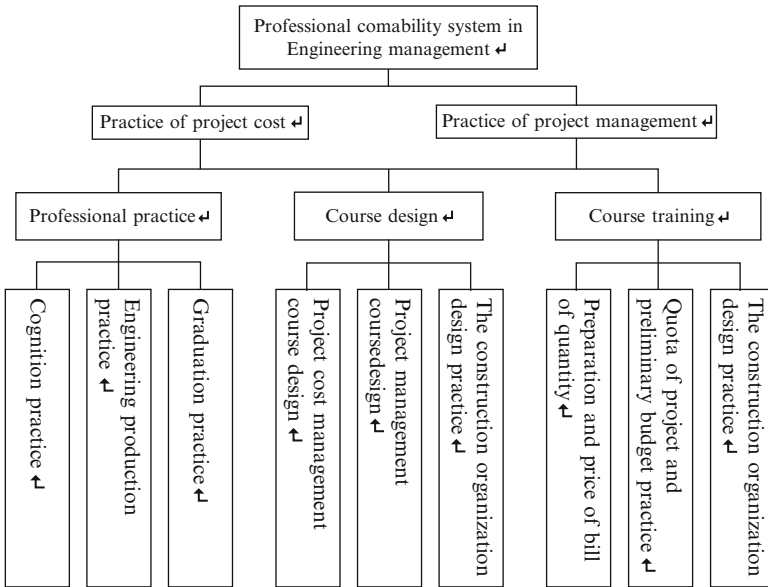 Professional comability system in
Engineering management ↵
Practice of project cost ↵
Practice of project management ↵
Professional practice ↵
Course design ↵
Course training ↵
Cognition practice ↵
Engineering production
practice ↵
Graduation practice ↵
Project cost management
course design ↵
Project management
coursedesign ↵
The construction organization
design practice ↵
Preparation and price of bill
of quantity ↵
Quota of project and
preliminary budget practice ↵
The construction organization
design practice ↵